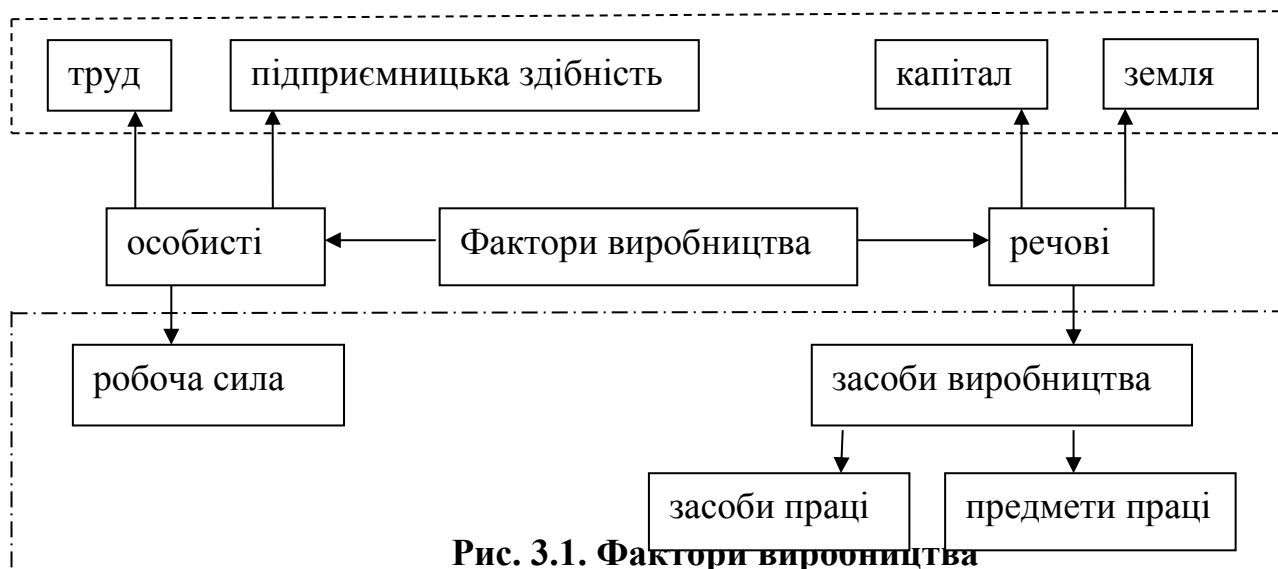 труд
підприємницька здібність
капітал
земля
особисті
Фактори виробництва
речові
робоча сила
засоби виробництва
засоби праці
предмети праці
Рис. 3.1. Фактори виробництва